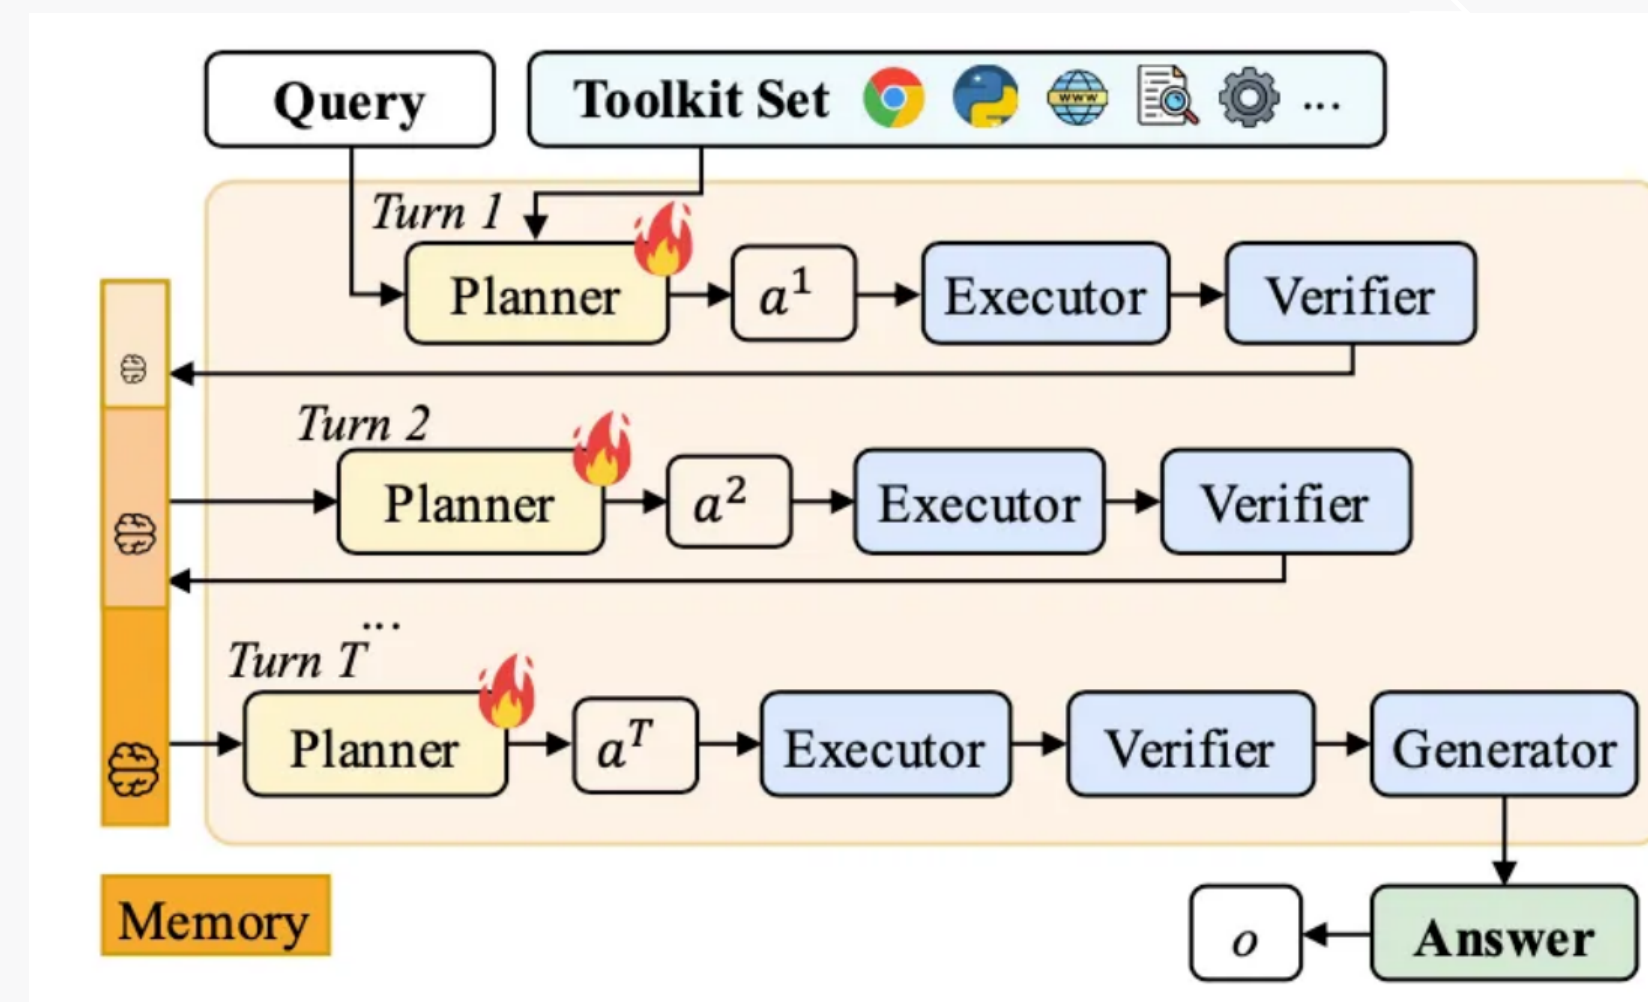 Query
Toolkit Set WWW ...
Turn 1
Planner a¹ Executor Verifier
Turn 2
Planner a² Executor Verifier
...
Turn T
Planner aᵀ Executor Verifier Generator
Memory
o Answer